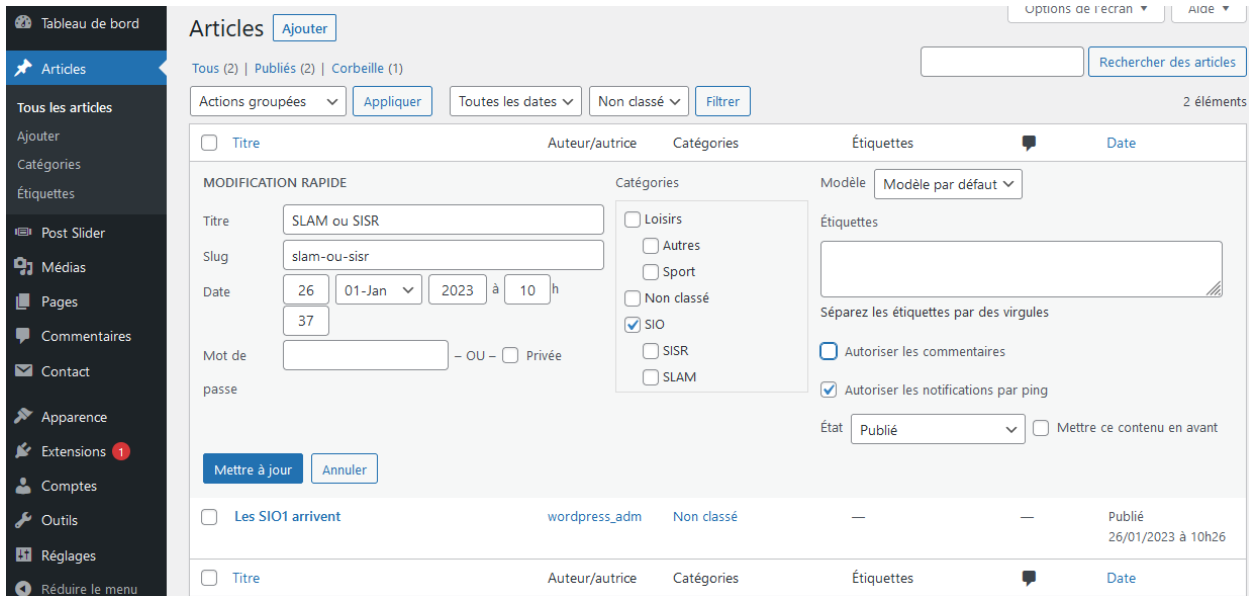 Tableau de bord
Articles
Tous les articles
Ajouter
Catégories
Étiquettes
Post Slider
Médias
Pages
Commentaires
Contact
Apparence
Extensions 1
Comptes
Outils
Réglages
Réduire le menu
Options de l'écran Aide
Articles Ajouter
Tous (2) | Publiés (2) | Corbeille (1)
Rechercher des articles
Actions groupées Appliquer Toutes les dates Non classé Filtrer 2 éléments
Titre Auteur/autrice Catégories Étiquettes Date
MODIFICATION RAPIDE
Titre SLAM ou SISR
Slug slam-ou-sisr
Date 26 01-Jan 2023 à 10 h
37
Mot de
passe
– OU – Privée
Catégories
Loisirs
Autres
Sport
Non classé
SIO
SISR
SLAM
Modèle Modèle par défaut
Étiquettes
Séparez les étiquettes par des virgules
Autoriser les commentaires
Autoriser les notifications par ping
État Publié Mettre ce contenu en avant
Mettre à jour Annuler
Les SIO1 arrivent wordpress_adm Non classé — — Publié
26/01/2023 à 10h26
Titre Auteur/autrice Catégories Étiquettes Date